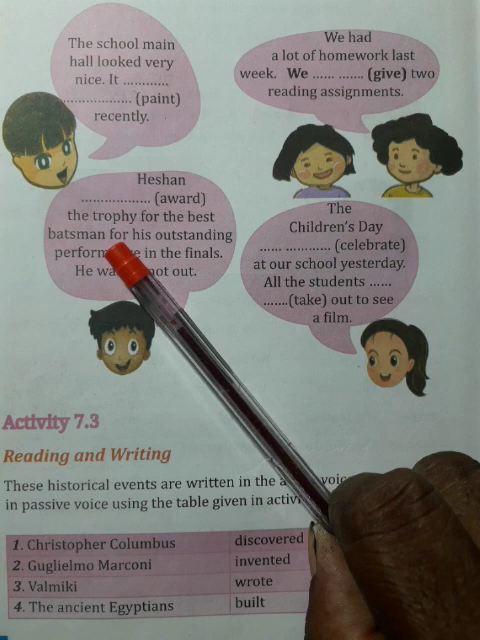 The school main
hall looked very
nice. It ............
.................... (paint)
recently.
We had
a lot of homework last
week. We ...... ....... (give) two
reading assignments.
Heshan
.................... (award)
the trophy for the best
batsman for his outstanding
in the finals.
He not out.
The
Children's Day
...... ............ (celebrate)
at our school yesterday.
All the students ......
.......(take) out to see
a film.
Activity 7.3
Reading and Writing
These historical events are written in the
in passive voice using the table given in
1. Christopher Columbus discovered
2. Guglielmo Marconi invented
3. Valmiki wrote
4. The ancient Egyptians built